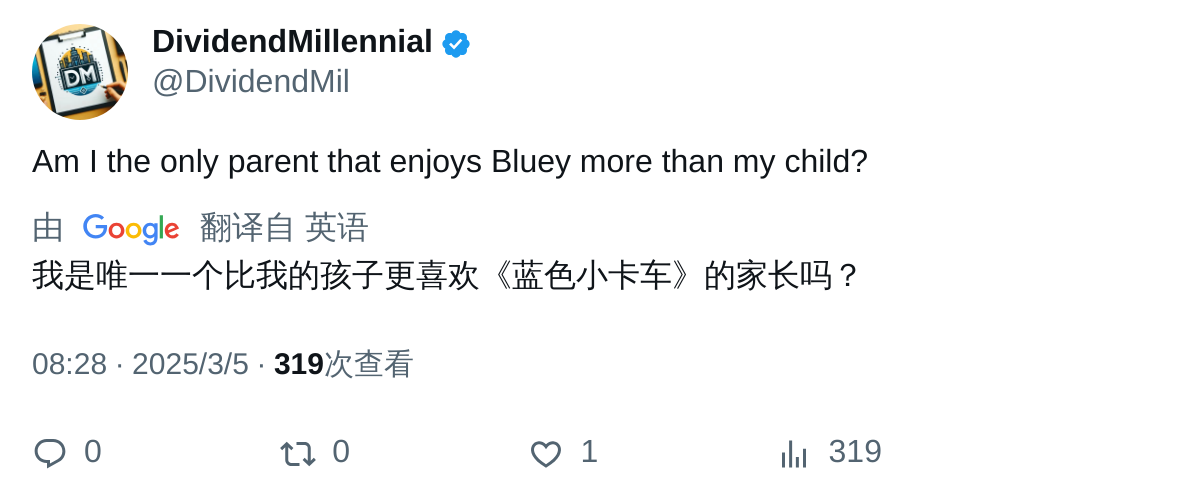 DividendMillennial
@DividendMil
DM
Am I the only parent that enjoys Bluey more than my child?
由 Google 翻译自 英语
我是唯一一个比我的孩子更喜欢《蓝色小卡车》的家长吗？
08:28 · 2025/3/5 · 319次查看
0 0 1 319